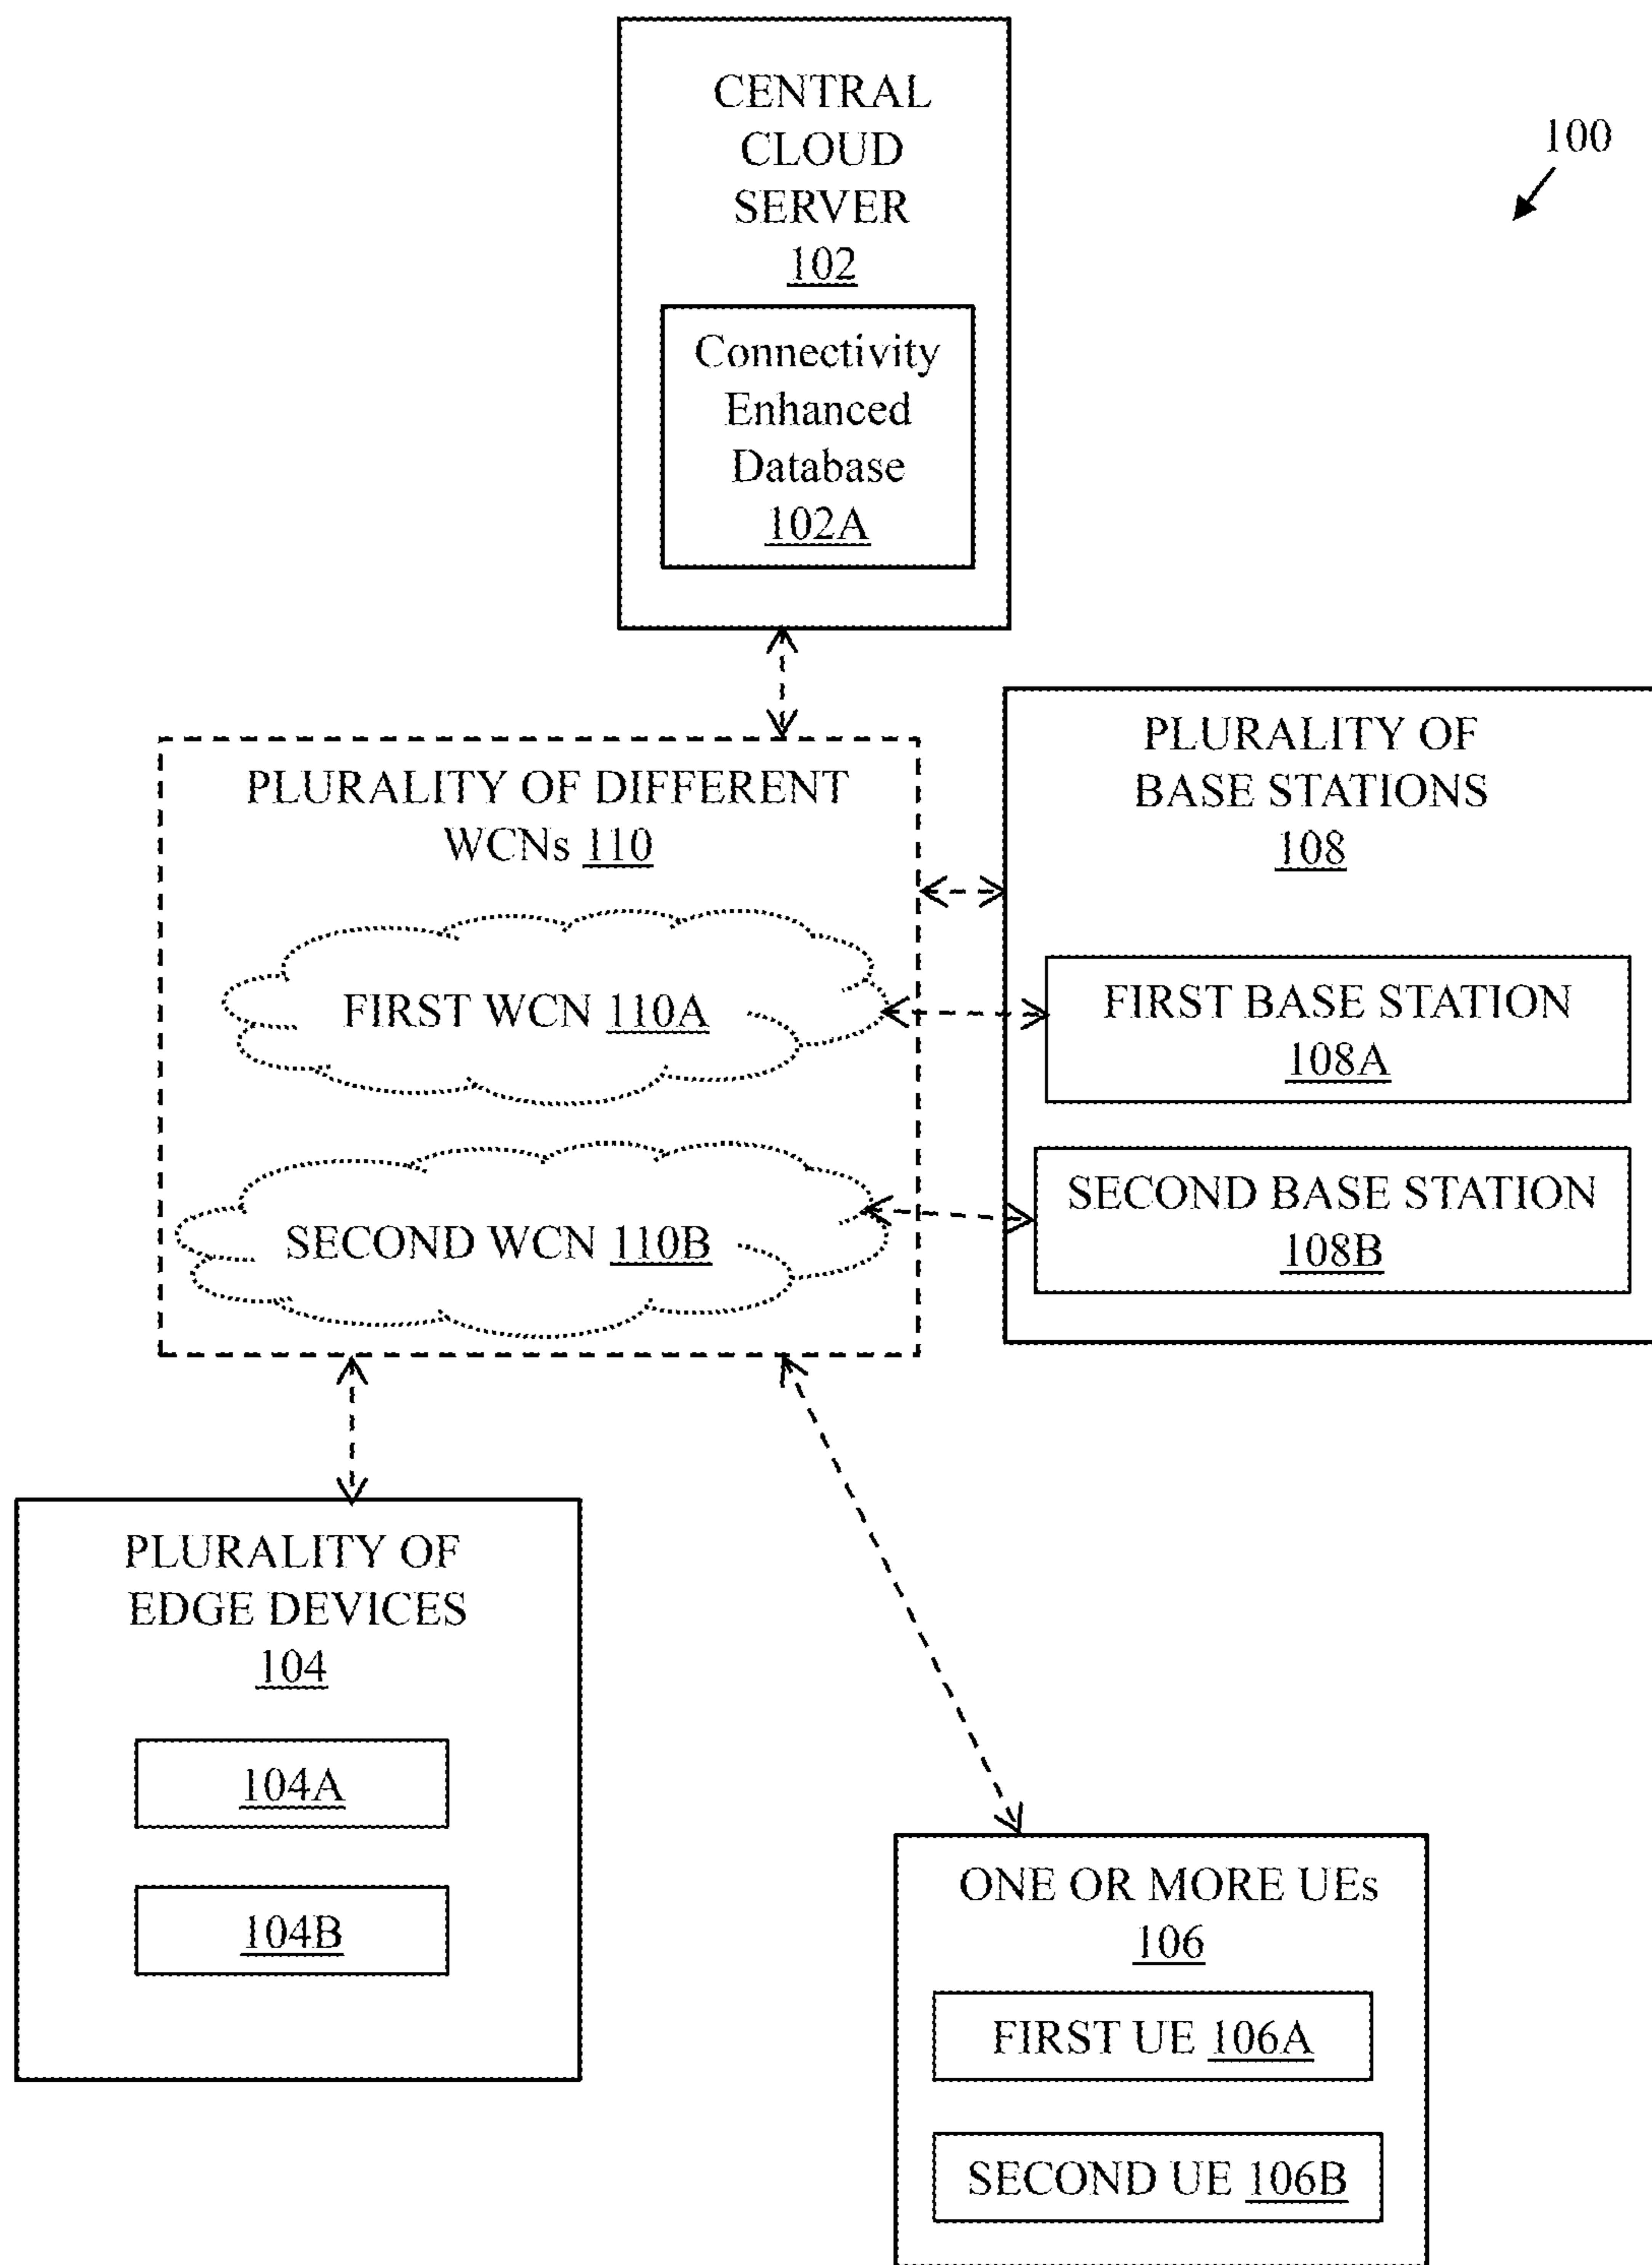 CENTRAL
CLOUD
SERVER
102
Connectivity
Enhanced
Database
102A
100
PLURALITY OF DIFFERENT
WCNs 110
FIRST WCN 110A
SECOND WCN 110B
PLURALITY OF
BASE STATIONS
108
FIRST BASE STATION
108A
SECOND BASE STATION
108B
PLURALITY OF
EDGE DEVICES
104
104A
104B
ONE OR MORE UEs
106
FIRST UE 106A
SECOND UE 106B